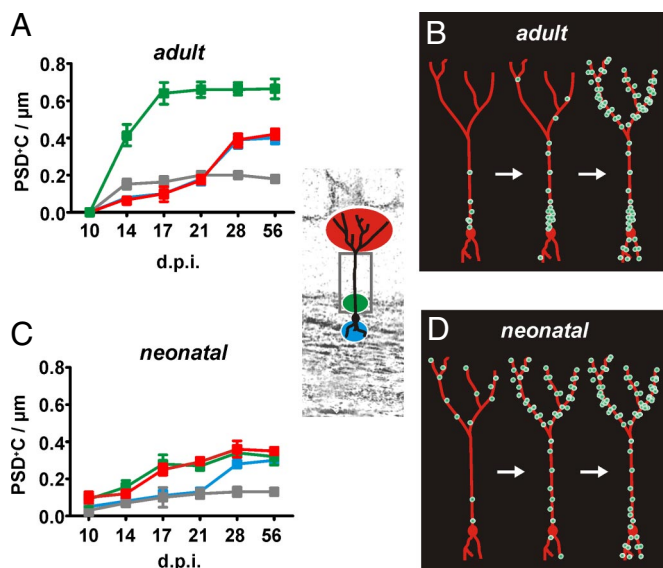 A
adult
PSD⁺C / µm
0.8
0.6
0.4
0.2
0.0
10 14 17 21 28 56
d.p.i.
B
adult
C
neonatal
PSD⁺C / µm
0.8
0.6
0.4
0.2
0.0
10 14 17 21 28 56
d.p.i.
D
neonatal